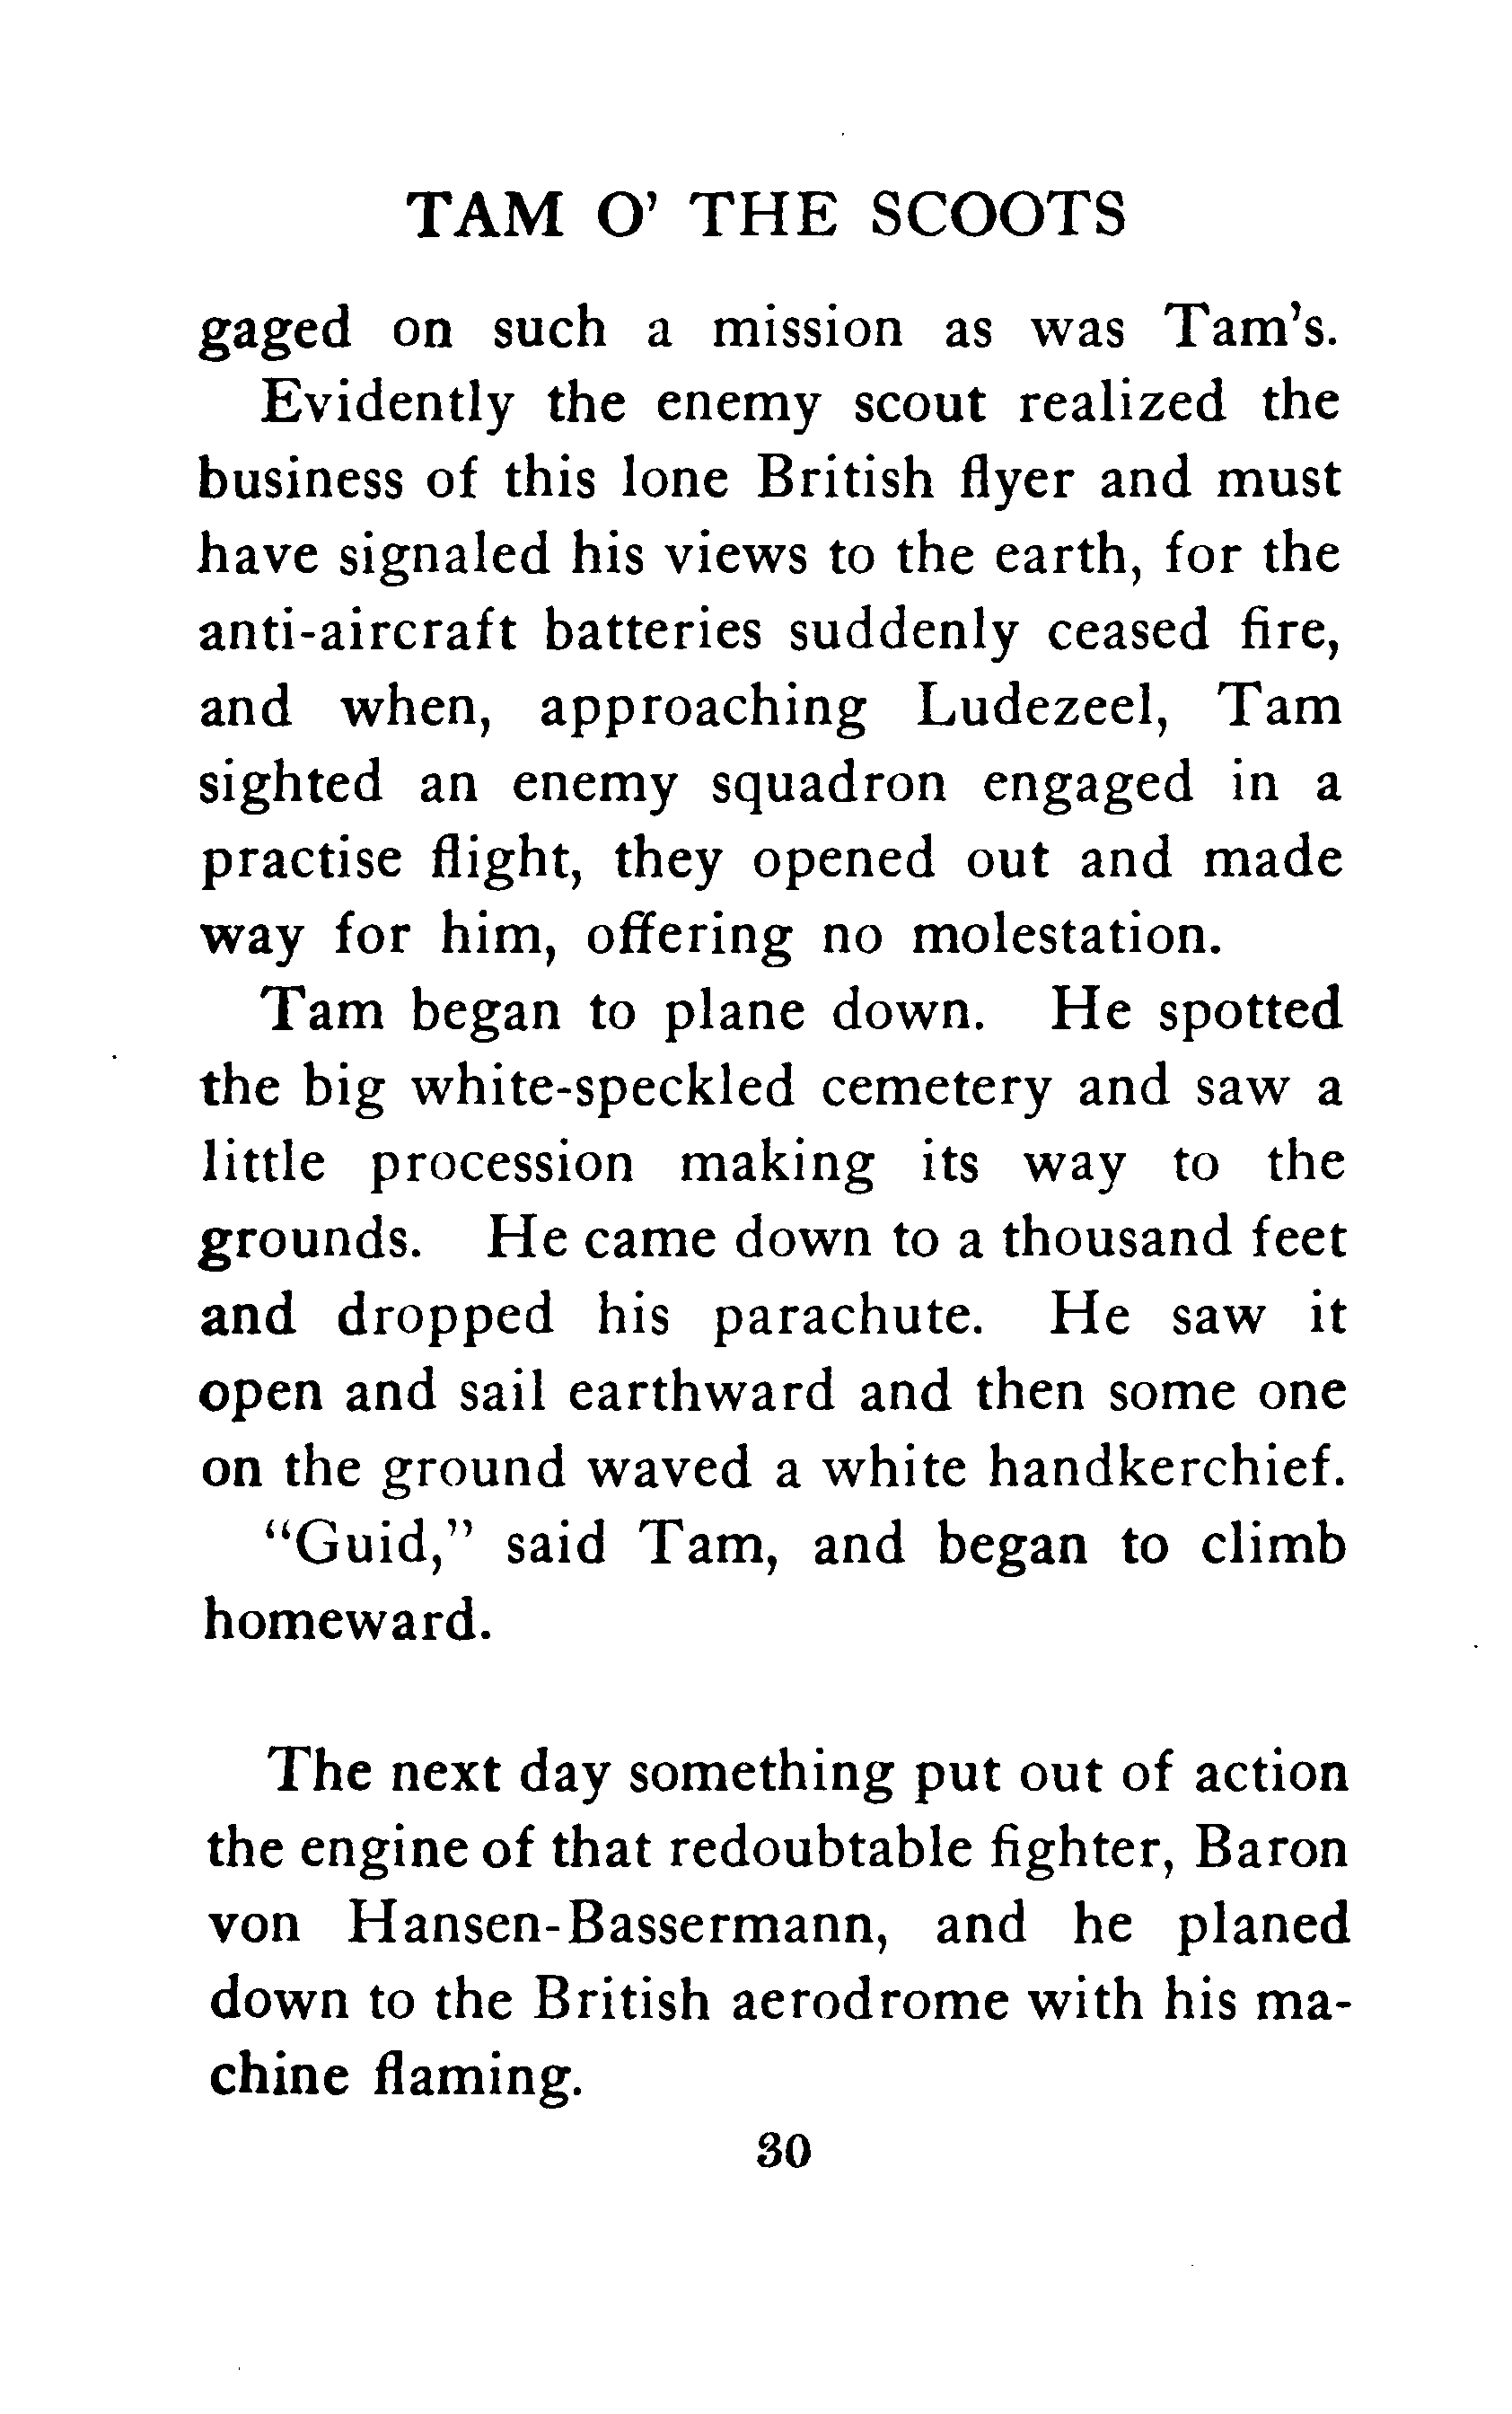 TAM O' THE SCOOTS
gaged on such a mission as was Tam's.
Evidently the enemy scout realized the
business of this lone British flyer and must
have signaled his views to the earth, for the
anti-aircraft batteries suddenly ceased fire,
and when, approaching Ludezeel, Tam
sighted an enemy squadron engaged in a
practise flight, they opened out and made
way for him, offering no molestation.
Tam began to plane down. He spotted
the big white-speckled cemetery and saw a
little procession making its way to the
grounds. He came down to a thousand feet
and dropped his parachute. He saw it
open and sail earthward and then some one
on the ground waved a white handkerchief.
"Guid," said Tam, and began to climb
homeward.
The next day something put out of action
the engine of that redoubtable fighter, Baron
von Hansen-Bassermann, and he planed
down to the British aerodrome with his ma-
chine flaming.
30